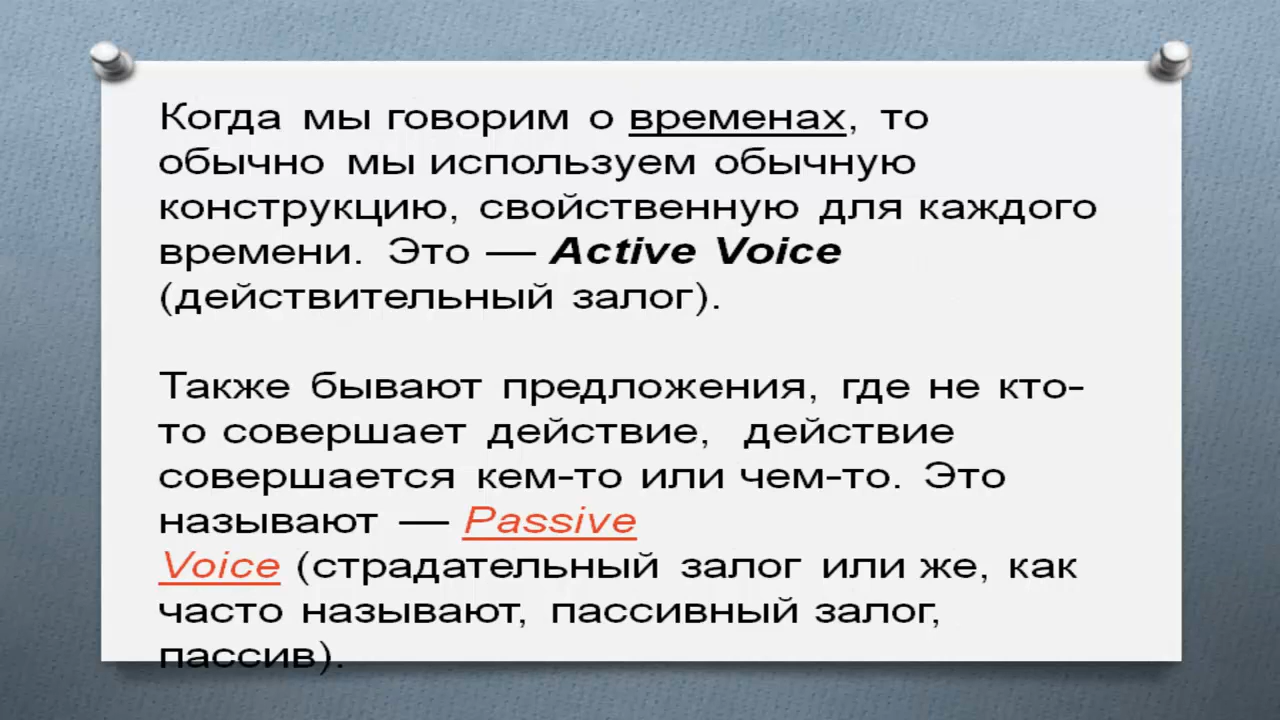 Когда мы говорим о временах, то
обычно мы используем обычную
конструкцию, свойственную для каждого
времени. Это — Active Voice
(действительный залог).
Также бывают предложения, где не кто-
то совершает действие, действие
совершается кем-то или чем-то. Это
называют — Passive
Voice (страдательный залог или же, как
часто называют, пассивный залог,
пассив).